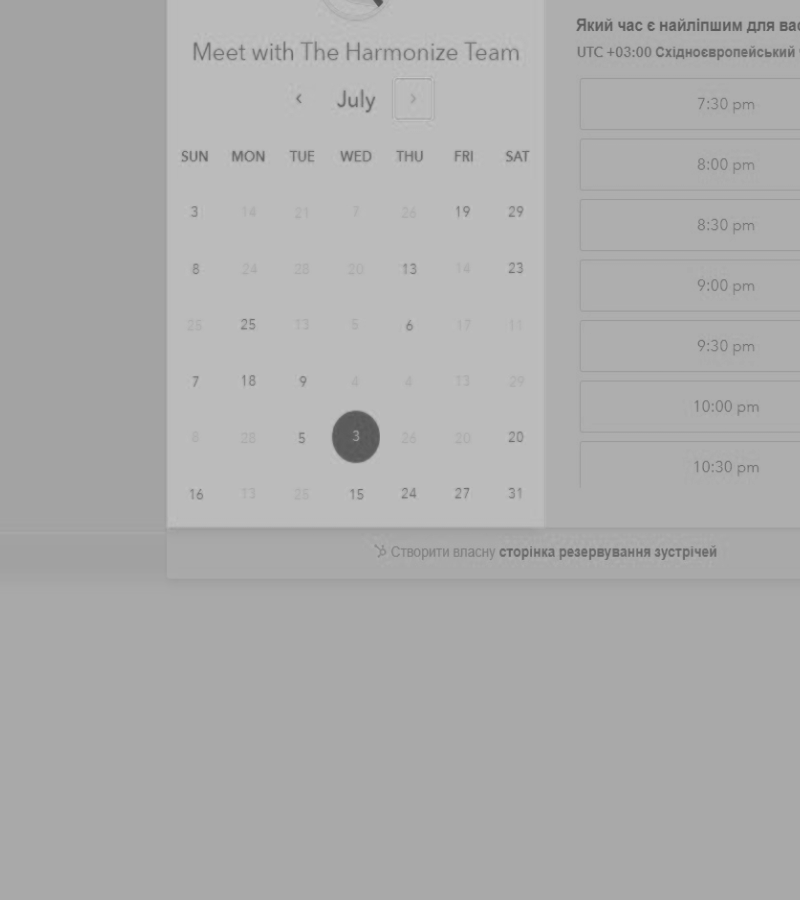 Meet with The Harmonize Team
July
SUN MON TUE WED THU FRI SAT
3 14 21 7 26 19 29
8 24 28 20 13 14 23
25 13 5 6 17 11
7 18 9 4 4 13 29
8 28 5 3 26 20 20
16 13 25 15 24 27 31
Який час є найліпшим для вас
UTC +03:00 Східноєвропейський
7:30 pm
8:00 pm
8:30 pm
9:00 pm
9:30 pm
10:00 pm
10:30 pm
Створити власну сторінка резервування зустрічей